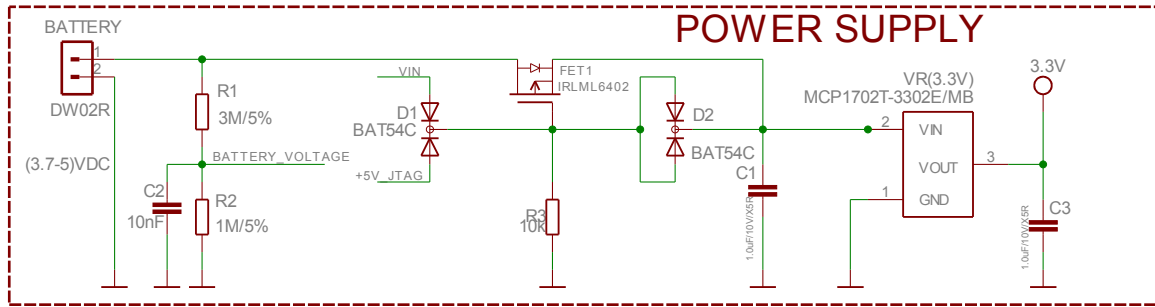 POWER SUPPLY
BATTERY
1
2
DW02R
(3.7-5)VDC
R1
3M/5%
BATTERY_VOLTAGE
C2
10nF
R2
1M/5%
VIN
D1
BAT54C
+5V_JTAG
FET1
IRLML6402
R3
10k
D2
BAT54C
C1
1.0uF/10V/X5R
VR(3.3V)
MCP1702T-3302E/MB
2
VIN
VOUT
3
1
GND
3.3V
C3
1.0uF/10V/X5R